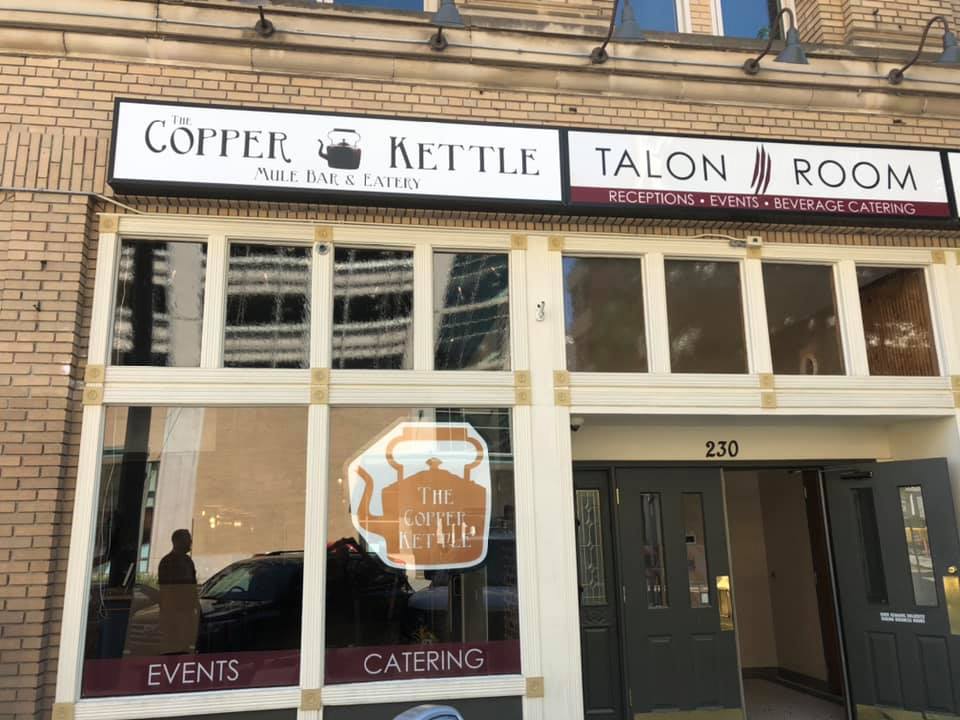 THE
COPPER KETTLE
MULE BAR & EATERY
TALON ROOM
RECEPTIONS • EVENTS • BEVERAGE CATERING
230
THE
COPPER
KETTLE
EVENTS
CATERING